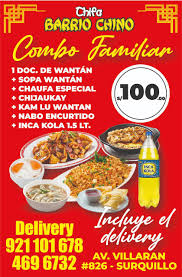 Chifa
BARRIO CHINO
Combo Familiar
1 DOC. DE WANTÁN
+ SOPA WANTÁN
+ CHAUFA ESPECIAL
+ CHIJAUKAY
+ KAM LU WANTAN
+ NABO ENCURTIDO
+ INCA KOLA 1.5 LT.
S/ 100.00
INCA
KOLA
Incluye el
delivery
Delivery
921 101 678
469 6732
AV. VILLARAN
#826 - SURQUILLO